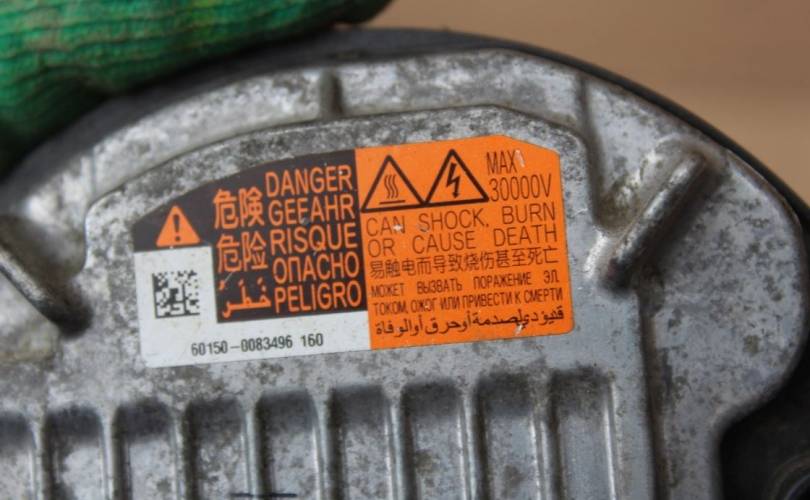 危険
危险
خطر
DANGER
GEFAHR
RISQUE
ОПАСНО
PELIGRO
MAX
30000V
CAN SHOCK, BURN
OR CAUSE DEATH
易触电而导致烧伤甚至死亡
МОЖЕТ ВЫЗВАТЬ ПОРАЖЕНИЕ ЭЛ.
ТОКОМ, ОЖОГ ИЛИ ПРИВЕСТИ К СМЕРТИ
لصدمة أو حرق أو الوفاة
60150-0083496 160